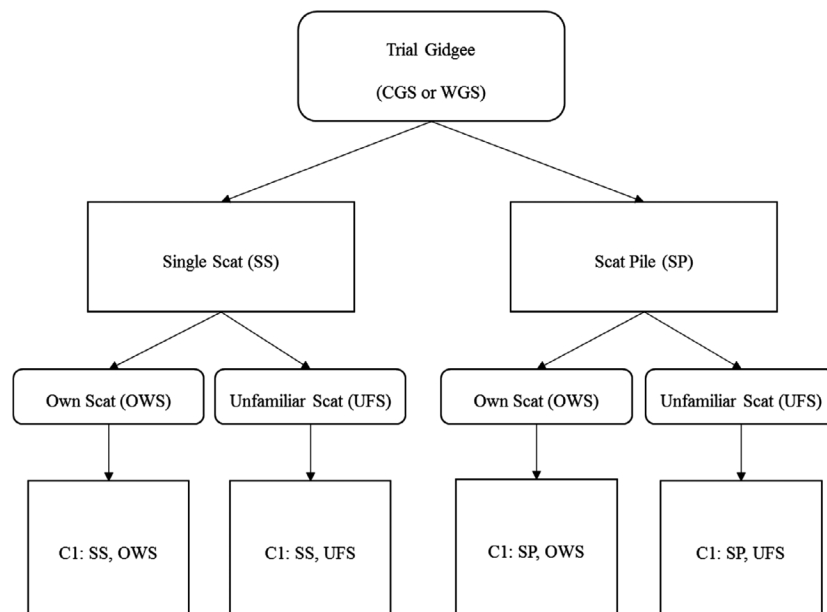 Trial Gidgee
(CGS or WGS)
Single Scat (SS)
Scat Pile (SP)
Own Scat (OWS)
Unfamiliar Scat (UFS)
Own Scat (OWS)
Unfamiliar Scat (UFS)
C1: SS, OWS
C1: SS, UFS
C1: SP, OWS
C1: SP, UFS